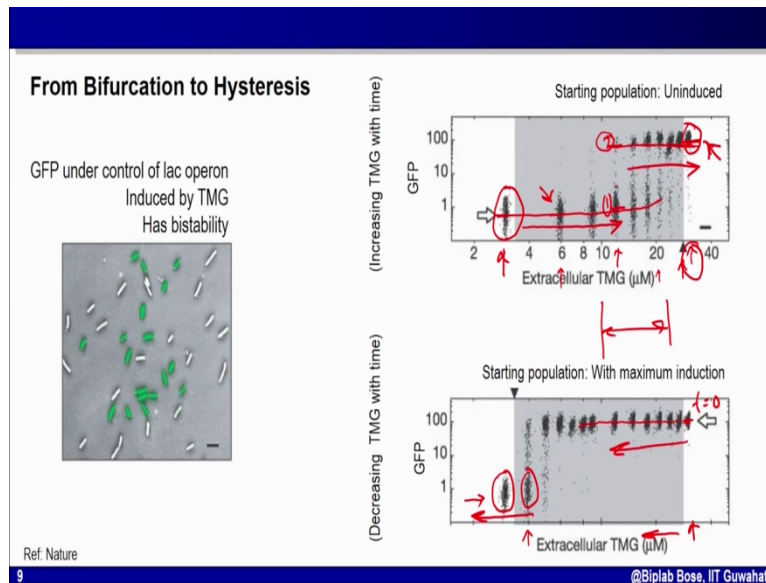 From Bifurcation to Hysteresis
GFP under control of lac operon
Induced by TMG
Has bistability
(Increasing TMG with time)
Starting population: Uninduced
GFP
100
10
1
2
1
2 4 6 8 10 20 40
Extracellular TMG (μM)
(Decreasing TMG with time)
Starting population: With maximum induction
t=0
GFP
100
10
1
Extracellular TMG (μM)
Ref: Nature
9
@Biplab Bose, IIT Guwaha